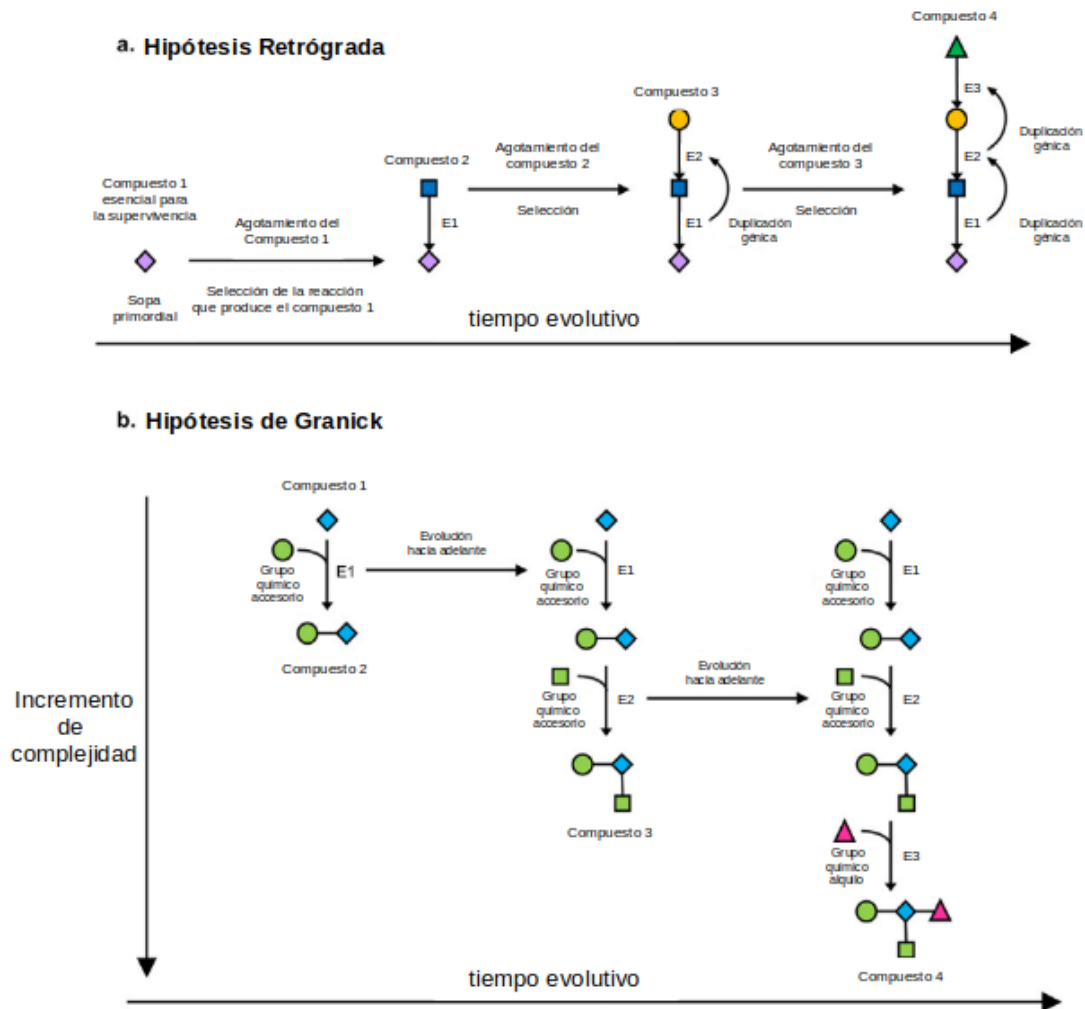 a. Hipótesis Retrógrada
Compuesto 1
esencial para
la supervivencia
Sopa
primordial
Agotamiento del
Compuesto 1
Selección de la reacción
que produce el compuesto 1
Compuesto 2
E1
Agotamiento del
compuesto 2
Selección
Compuesto 3
E2
E1
Duplicación
génica
Agotamiento del
compuesto 3
Selección
Compuesto 4
E3
Duplicación
génica
E2
E1
Duplicación
génica
tiempo evolutivo
b. Hipótesis de Granick
Incremento
de
complejidad
Compuesto 1
Grupo
químico
accesorio
E1
Compuesto 2
Evolución
hacia adelante
Grupo
químico
accesorio
E1
Grupo
químico
accesorio
E2
Compuesto 3
Evolución
hacia adelante
Grupo
químico
accesorio
E1
Grupo
químico
accesorio
E2
Grupo
químico
alquilo
E3
Compuesto 4
tiempo evolutivo